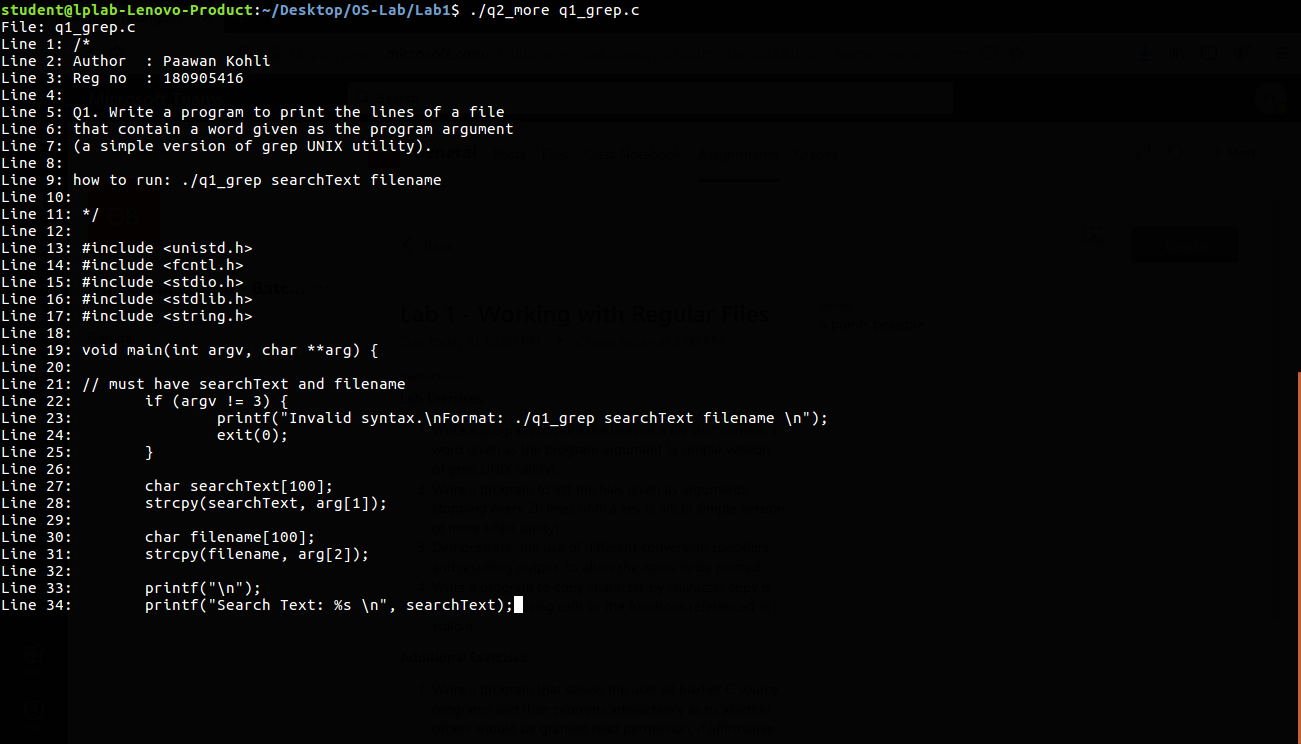 student@lplab-Lenovo-Product:~/Desktop/OS-Lab/Lab1$ ./q2_more q1_grep.c
File: q1_grep.c
Line 1: /*
Line 2: Author  : Paawan Kohli
Line 3: Reg no  : 180905416
Line 4:
Line 5: Q1. Write a program to print the lines of a file
Line 6: that contain a word given as the program argument
Line 7: (a simple version of grep UNIX utility).
Line 8:
Line 9: how to run: ./q1_grep searchText filename
Line 10:
Line 11: */
Line 12:
Line 13: #include <unistd.h>
Line 14: #include <fcntl.h>
Line 15: #include <stdio.h>
Line 16: #include <stdlib.h>
Line 17: #include <string.h>
Line 18:
Line 19: void main(int argv, char **arg) {
Line 20:
Line 21: // must have searchText and filename
Line 22:        if (argv != 3) {
Line 23:                printf("Invalid syntax.\nFormat: ./q1_grep searchText filename \n");
Line 24:                exit(0);
Line 25:        }
Line 26:
Line 27:        char searchText[100];
Line 28:        strcpy(searchText, arg[1]);
Line 29:
Line 30:        char filename[100];
Line 31:        strcpy(filename, arg[2]);
Line 32:
Line 33:        printf("\n");
Line 34:        printf("Search Text: %s \n", searchText);
Lab 1 - Working with Regular Files